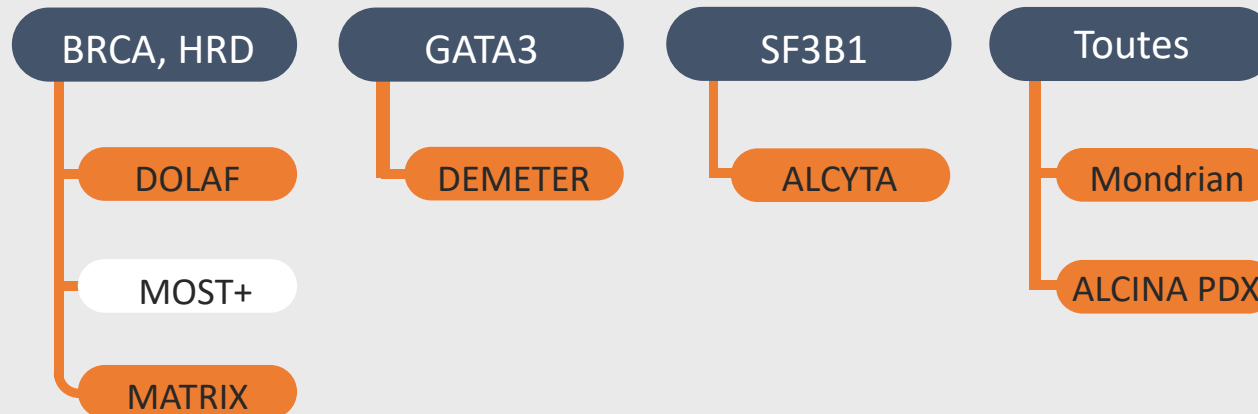 BRCA, HRD
DOLAF
MOST+
MATRIX
GATA3
DEMETER
SF3B1
ALCYTA
Toutes
Mondrian
ALCINA PDX